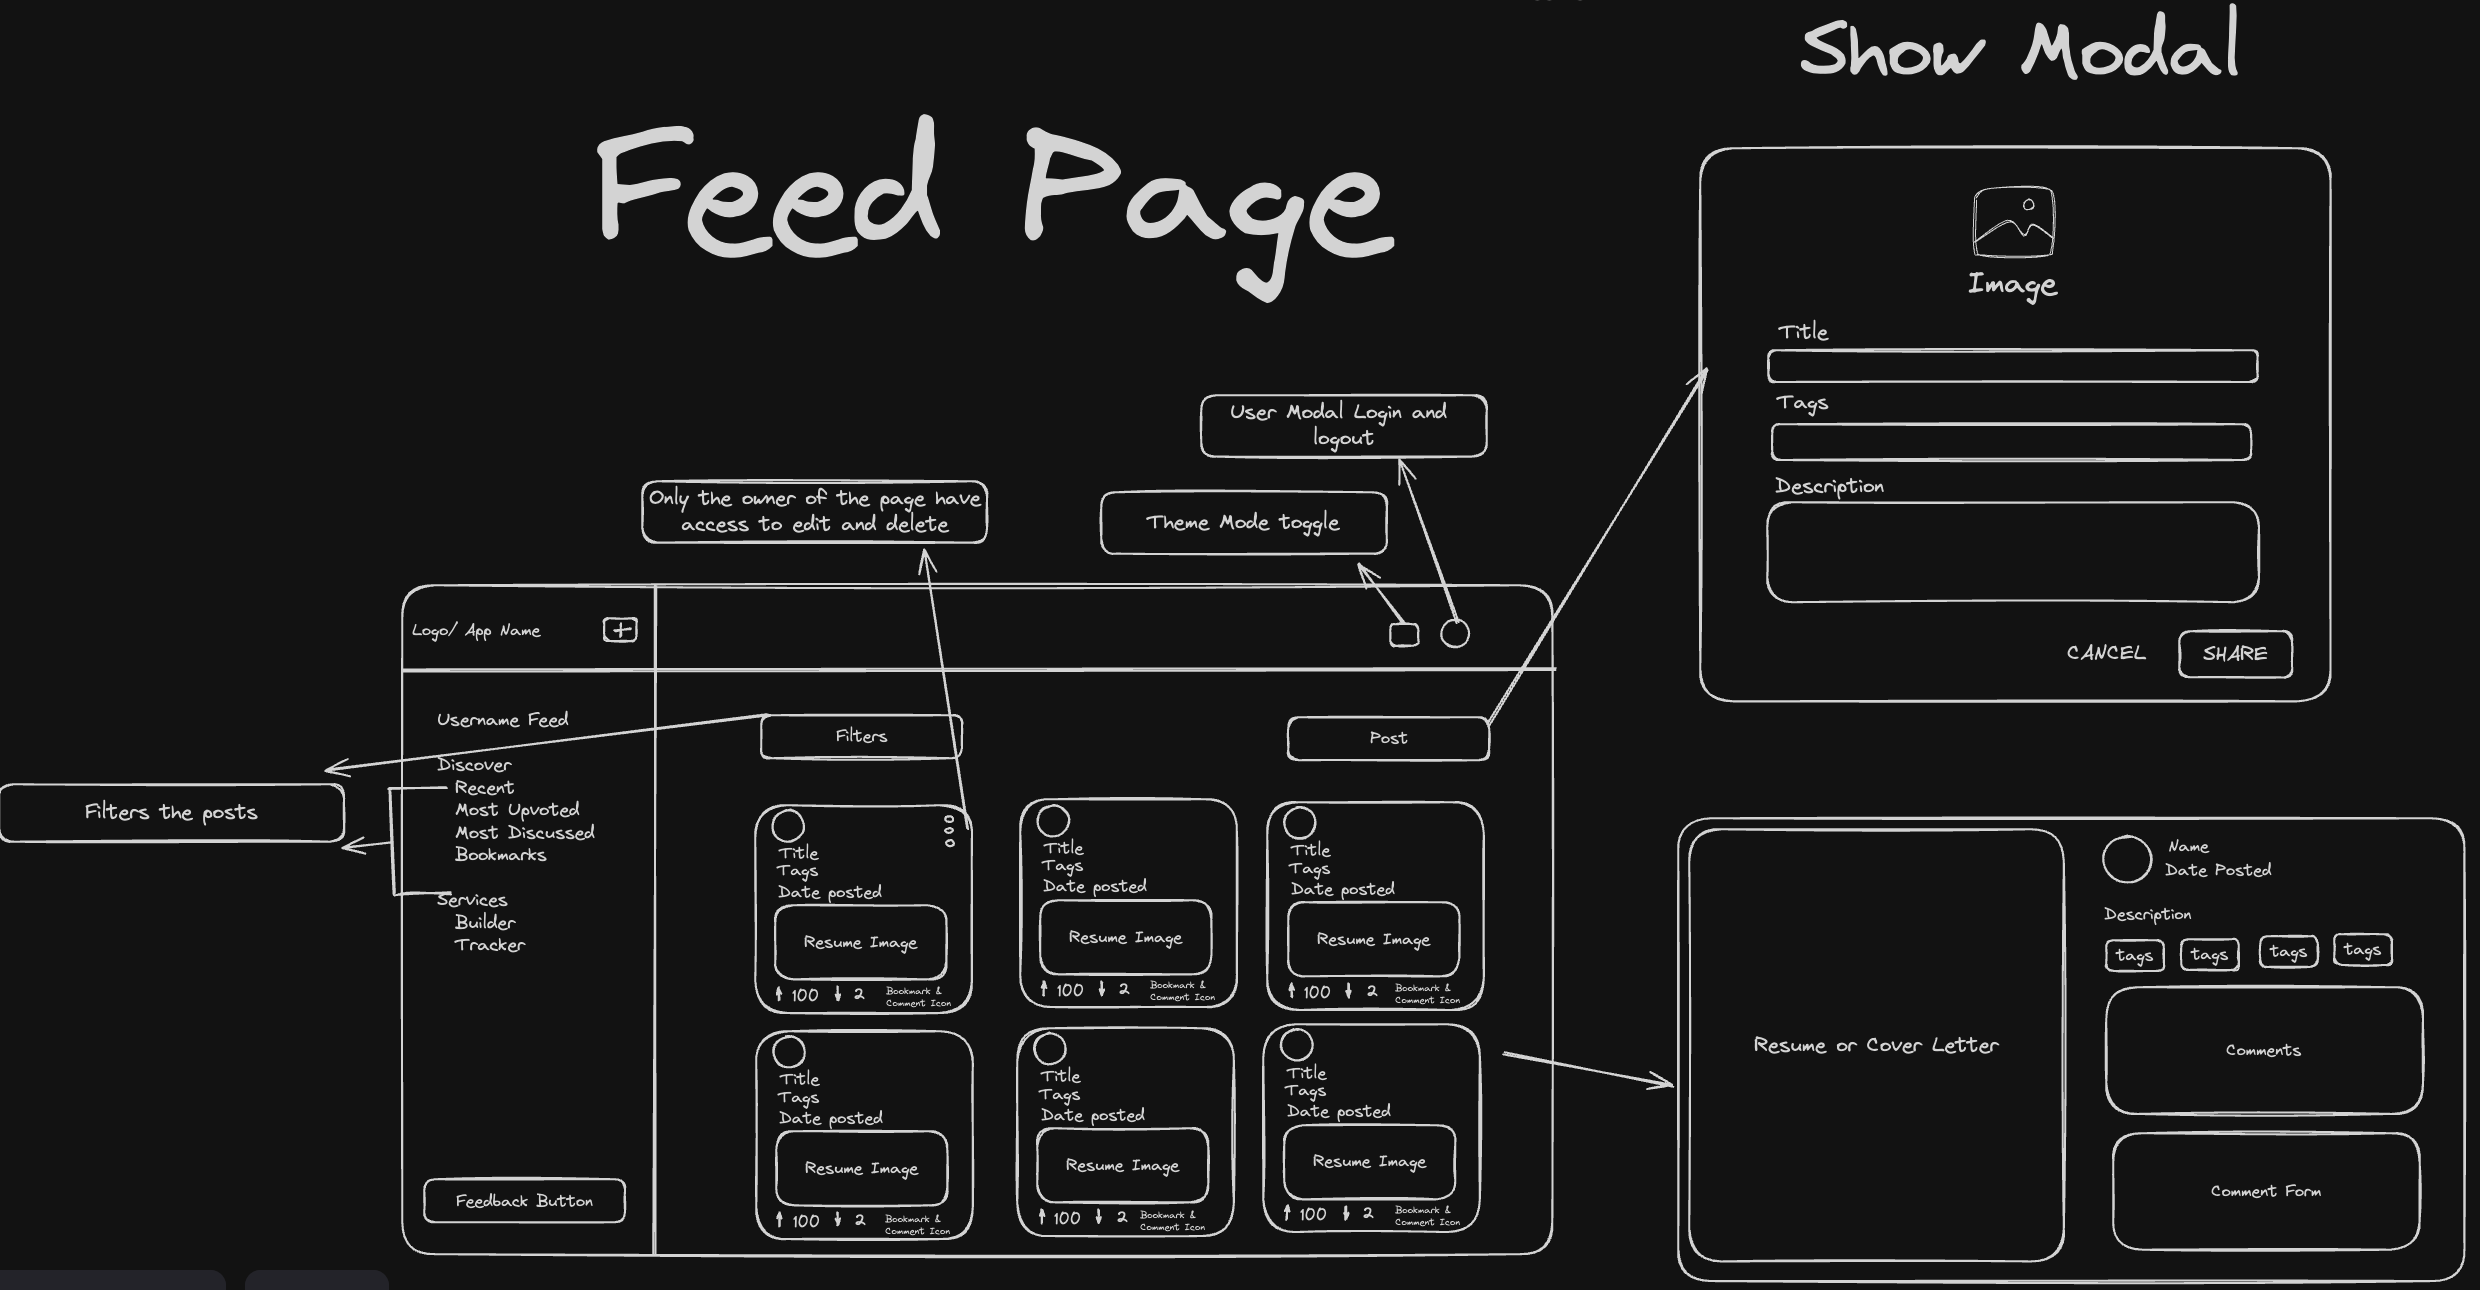 Show Modal
Feed Page
Image
Title
Tags
Description
CANCEL
SHARE
User Modal Login and
logout
Only the owner of the page have
access to edit and delete
Theme Mode toggle
Logo/ App Name
Username Feed
Discover
Recent
Most Upvoted
Most Discussed
Bookmarks
Services
Builder
Tracker
Feedback Button
Filters the posts
Filters
Post
Title
Tags
Date posted
Resume Image
100 2
Bookmark &
Comment Icon
Title
Tags
Date posted
Resume Image
100 2
Bookmark &
Comment Icon
Title
Tags
Date posted
Resume Image
100 2
Bookmark &
Comment Icon
Title
Tags
Date posted
Resume Image
100 2
Bookmark &
Comment Icon
Title
Tags
Date posted
Resume Image
100 2
Bookmark &
Comment Icon
Title
Tags
Date posted
Resume Image
100 2
Bookmark &
Comment Icon
Resume or Cover Letter
Name
Date Posted
Description
tags tags tags tags
Comments
Comment Form